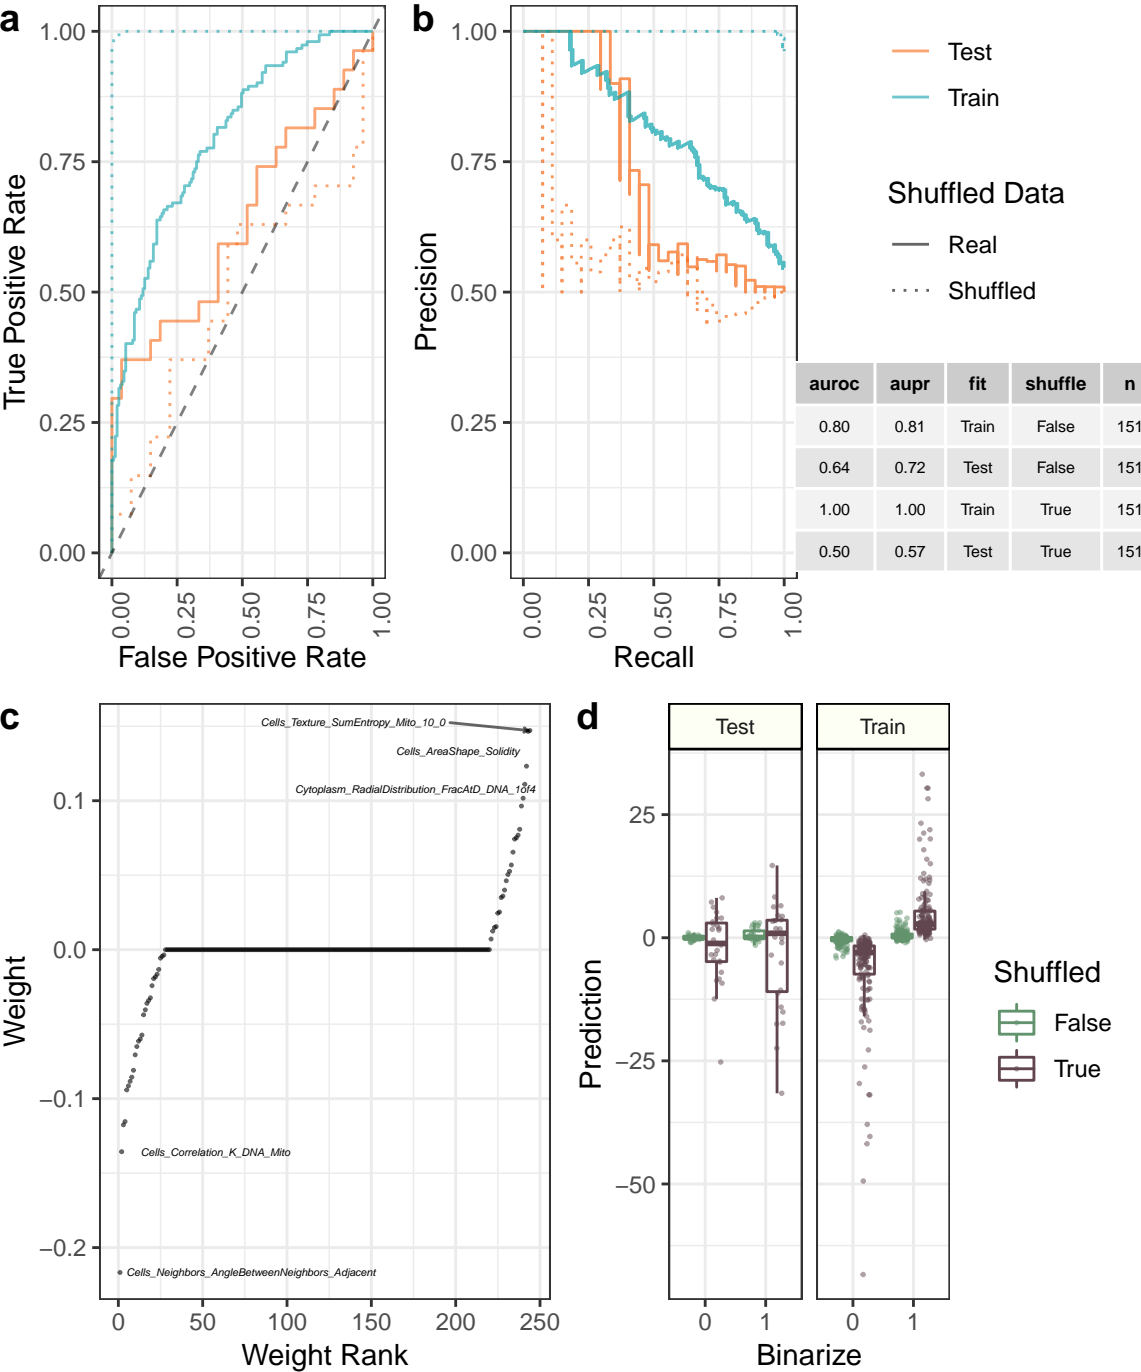 a
1.00
0.75
0.50
0.25
0.00
True Positive Rate
0.00
0.25
0.50
0.75
1.00
False Positive Rate
b
1.00
0.75
0.50
0.25
0.00
Precision
0.00
0.25
0.50
0.75
1.00
Recall
Test
Train
Shuffled Data
Real
Shuffled
auroc aupr fit shuffle n
0.80 0.81 Train False 151
0.64 0.72 Test False 151
1.00 1.00 Train True 151
0.50 0.57 Test True 151
c
Cells_Texture_SumEntropy_Mito_10_0
Cells_AreaShape_Solidity
Cytoplasm_RadialDistribution_FracAtD_DNA_1of4
Cells_Correlation_K_DNA_Mito
Cells_Neighbors_AngleBetweenNeighbors_Adjacent
0.1
0.0
−0.1
−0.2
Weight
0 50 100 150 200 250
Weight Rank
d
Test Train
25
0
−25
−50
Prediction
0 1 0 1
Binarize
Shuffled
False
True